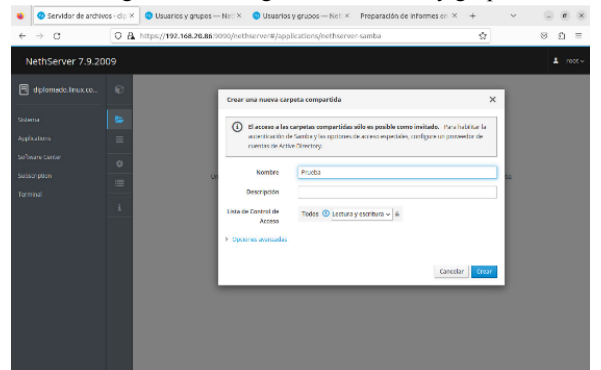 Servidor de archivos - dip
Usuarios y grupos — Net
Usuarios y grupos — Net
Preparación de informes en
https://192.168.20.86:9090/nethserver#/applications/nethserver-samba
NethServer 7.9.2009
root
diplomado.linux.co...
Sistema
Applications
Software Center
Subscription
Terminal
Crear una nueva carpeta compartida
El acceso a las carpetas compartidas sólo es posible como invitado. Para habilitar la
autenticación de Samba y las opciones de acceso especiales, configure un proveedor de
cuentas de Active Directory.
Nombre
Prueba
Descripción
Lista de Control de
Acceso
Todos
Lectura y escritura
Opciones avanzadas
Cancelar
Crear